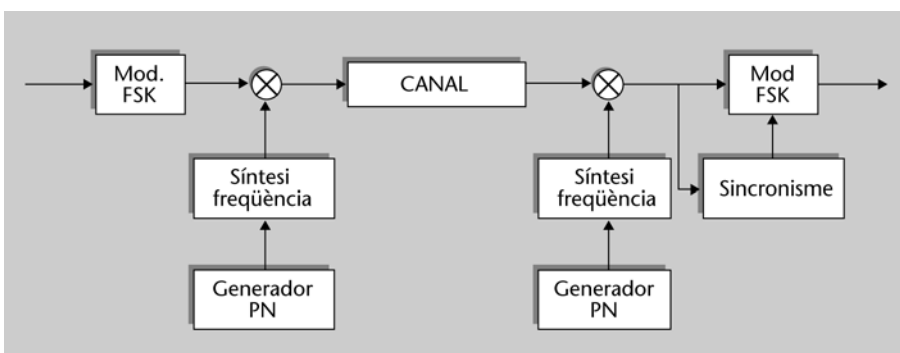 Mod.
FSK
CANAL
Mod
FSK
Síntesi
freqüència
Síntesi
freqüència
Sincronisme
Generador
PN
Generador
PN